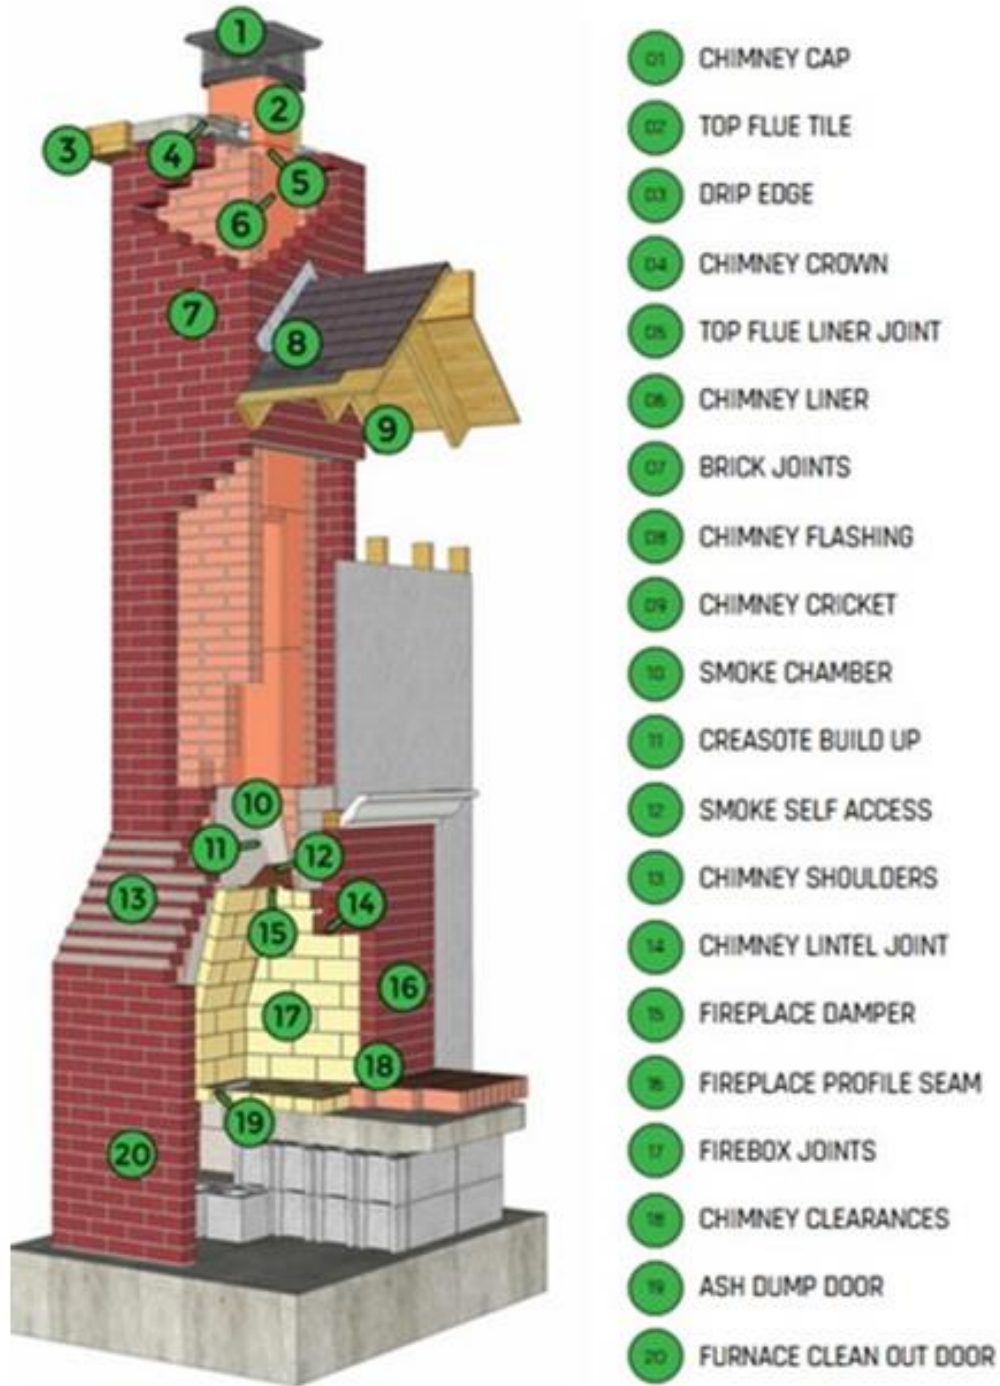 1
2
3
4
5
6
7
8
9
10
11
12
13
14
15
16
17
18
19
20
01 CHIMNEY CAP
02 TOP FLUE TILE
03 DRIP EDGE
04 CHIMNEY CROWN
05 TOP FLUE LINER JOINT
06 CHIMNEY LINER
07 BRICK JOINTS
08 CHIMNEY FLASHING
09 CHIMNEY CRICKET
10 SMOKE CHAMBER
11 CREASOTE BUILD UP
12 SMOKE SELF ACCESS
13 CHIMNEY SHOULDERS
14 CHIMNEY LINTEL JOINT
15 FIREPLACE DAMPER
16 FIREPLACE PROFILE SEAM
17 FIREBOX JOINTS
18 CHIMNEY CLEARANCES
19 ASH DUMP DOOR
20 FURNACE CLEAN OUT DOOR